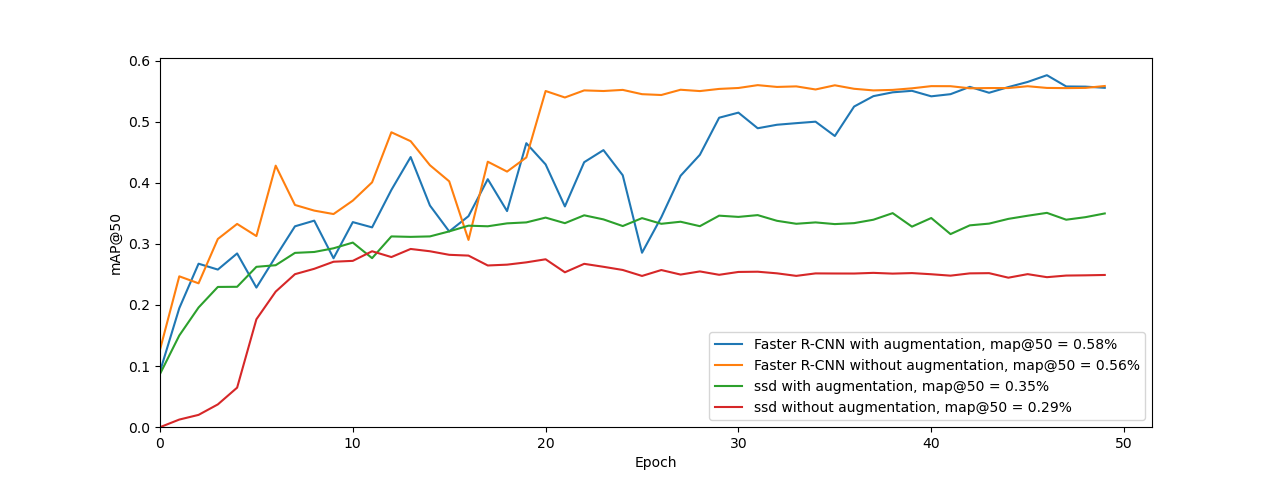 0.6
0.5
0.4
0.3
0.2
0.1
0.0
mAP@50
0 10 20 30 40 50
Epoch
Faster R-CNN with augmentation, map@50 = 0.58%
Faster R-CNN without augmentation, map@50 = 0.56%
ssd with augmentation, map@50 = 0.35%
ssd without augmentation, map@50 = 0.29%